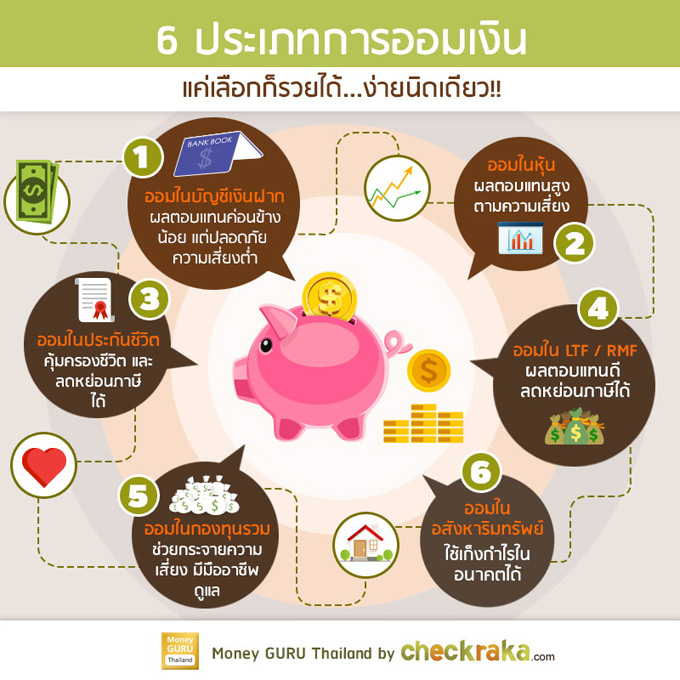 6 ประเภทการออมเงิน
แค่เลือกก็รวยได้...ง่ายนิดเดียว!!
1
BANK BOOK
$
ออมในบัญชีเงินฝาก
ผลตอบแทนค่อนข้าง
น้อย แต่ปลอดภัย
ความเสี่ยงต่ำ
ออมในหุ้น
ผลตอบแทนสูง
ตามความเสี่ยง
2
3
ออมในประกันชีวิต
คุ้มครองชีวิต และ
ลดหย่อนภาษี
ได้
4
ออมใน LTF / RMF
ผลตอบแทนดี
ลดหย่อนภาษีได้
5
ออมในกองทุนรวม
ช่วยกระจายความ
เสี่ยง มีมืออาชีพ
ดูแล
6
ออมใน
อสังหาริมทรัพย์
ใช้เก็งกำไรใน
อนาคตได้
Money
GURU
Thailand
Money GURU Thailand by checkraka.com